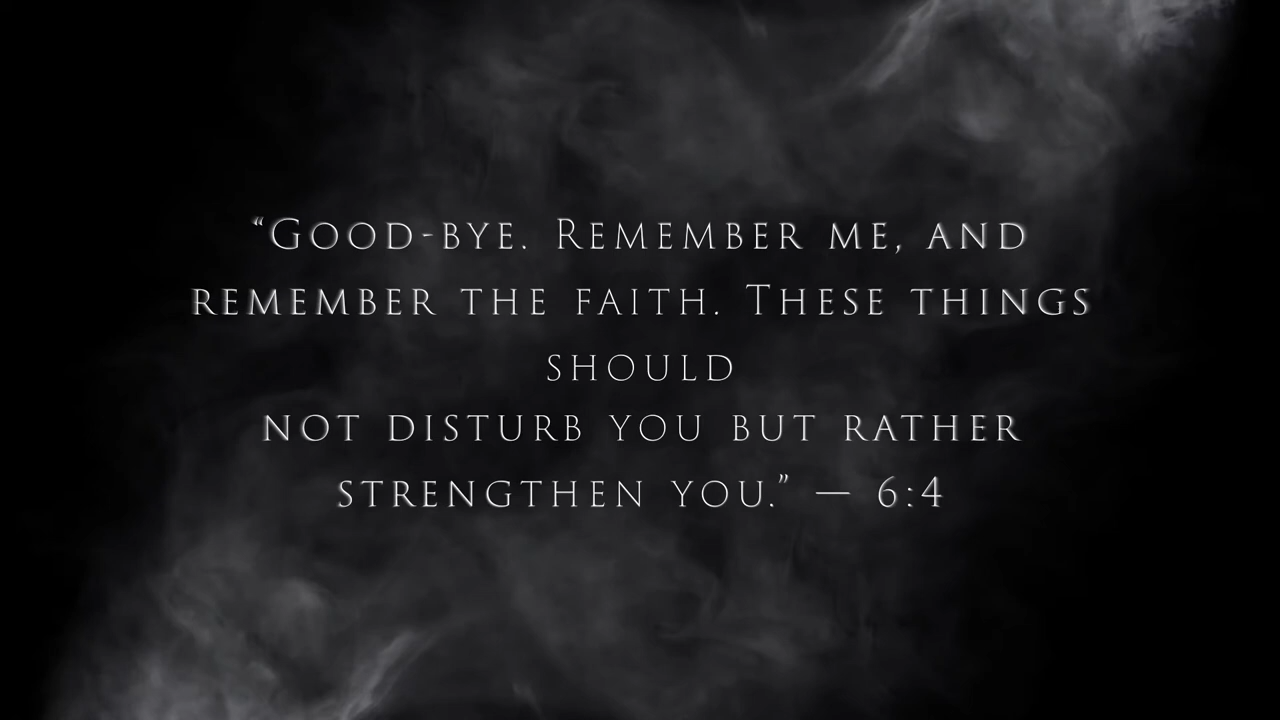 “Good-bye. Remember me, and
remember the faith. These things
should
not disturb you but rather
strengthen you.” — 6:4